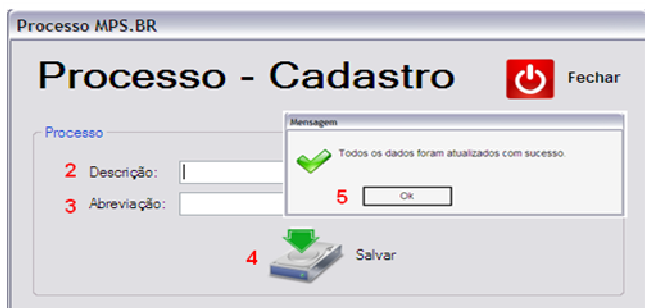 Processo MPS.BR
Processo - Cadastro
Fechar
Mensagem
Processo
Todos os dados foram atualizados com sucesso.
2 Descrição:
5 Ok
3 Abreviação:
4 Salvar